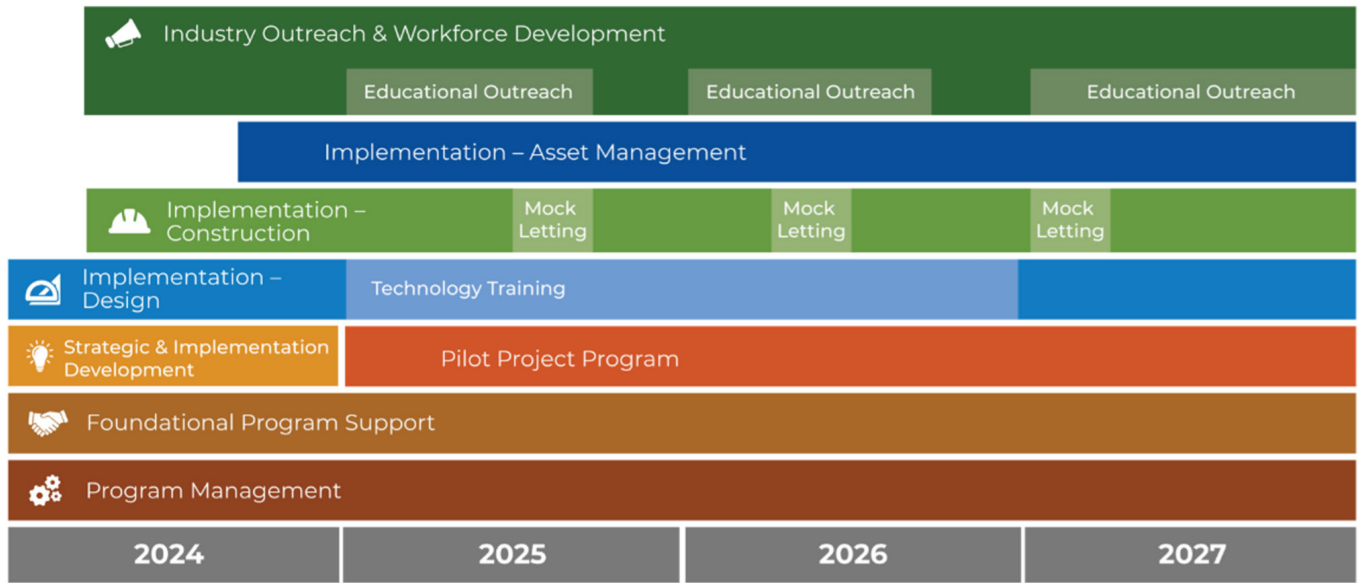 Industry Outreach & Workforce Development
Educational Outreach
Educational Outreach
Educational Outreach
Implementation – Asset Management
Implementation –
Construction
Mock
Letting
Mock
Letting
Mock
Letting
Implementation –
Design
Technology Training
Strategic & Implementation
Development
Pilot Project Program
Foundational Program Support
Program Management
2024
2025
2026
2027